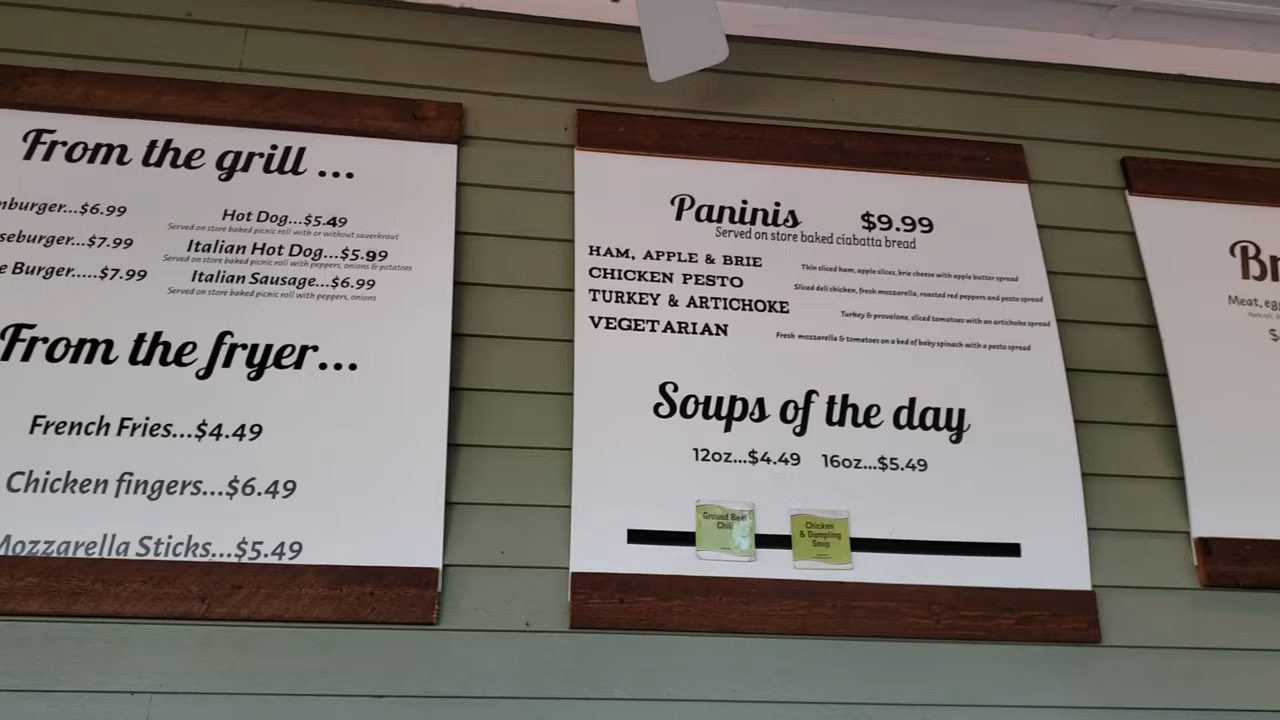 From the grill ...
nburger...$6.99
Hot Dog...$5.49
Served on store baked picnic roll with or without sauerkraut
seburger...$7.99
Italian Hot Dog...$5.99
Served on store baked picnic roll with peppers, onions & potatoes
e Burger.....$7.99
Italian Sausage...$6.99
Served on store baked picnic roll with peppers, onions
From the fryer...
French Fries...$4.49
Chicken fingers...$6.49
Mozzarella Sticks...$5.49
Paninis $9.99
Served on store baked ciabatta bread
HAM, APPLE & BRIE Thin sliced ham, apple slices, brie cheese with apple butter spread
CHICKEN PESTO Sliced deli chicken, fresh mozzarella, roasted red peppers and pesto spread
TURKEY & ARTICHOKE Turkey & provalone, sliced tomatoes with an artichoke spread
VEGETARIAN Fresh mozzarella & tomatoes on a bed of baby spinach with a pesto spread
Soups of the day
12oz...$4.49 16oz...$5.49
Ground Beef
Chili
Chicken
& Dumpling
Soup
Br
Meat, eg
$